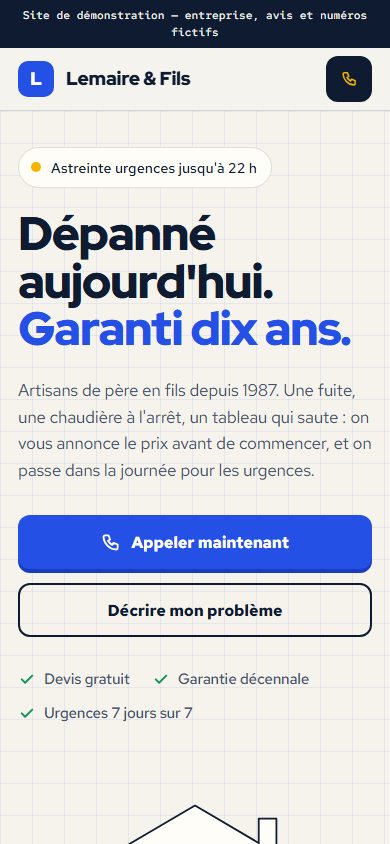 Site de démonstration — entreprise, avis et numéros
fictifs
L
Lemaire & Fils
Astreinte urgences jusqu'à 22 h
Dépanné
aujourd'hui.
Garanti dix ans.
Artisans de père en fils depuis 1987. Une fuite,
une chaudière à l'arrêt, un tableau qui saute : on
vous annonce le prix avant de commencer, et on
passe dans la journée pour les urgences.
Appeler maintenant
Décrire mon problème
Devis gratuit
Garantie décennale
Urgences 7 jours sur 7